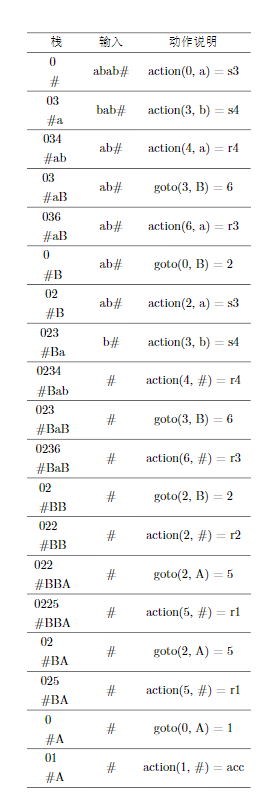 栈 输入 动作说明
0
# abab# action(0, a) = s3
03
#a bab# action(3, b) = s4
034
#ab ab# action(4, a) = r4
03
#aB ab# goto(3, B) = 6
036
#aB ab# action(6, a) = r3
0
#B ab# goto(0, B) = 2
02
#B ab# action(2, a) = s3
023
#Ba b# action(3, b) = s4
0234
#Bab # action(4, #) = r4
023
#BaB # goto(3, B) = 6
0236
#BaB # action(6, #) = r3
02
#BB # goto(2, B) = 2
022
#BB # action(2, #) = r2
022
#BBA # goto(2, A) = 5
0225
#BBA # action(5, #) = r1
02
#BA # goto(2, A) = 5
025
#BA # action(5, #) = r1
0
#A # goto(0, A) = 1
01
#A # action(1, #) = acc